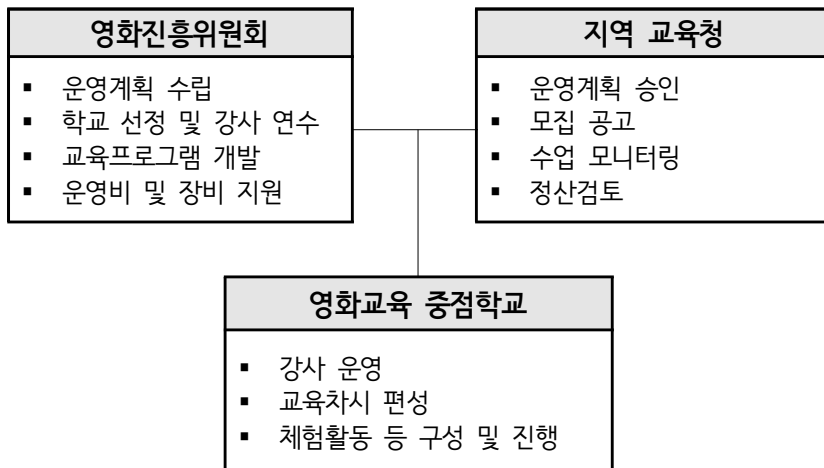 영화진흥위원회
▪ 운영계획 수립
▪ 학교 선정 및 강사 연수
▪ 교육프로그램 개발
▪ 운영비 및 장비 지원
지역 교육청
▪ 운영계획 승인
▪ 모집 공고
▪ 수업 모니터링
▪ 정산검토
영화교육 중점학교
▪ 강사 운영
▪ 교육차시 편성
▪ 체험활동 등 구성 및 진행